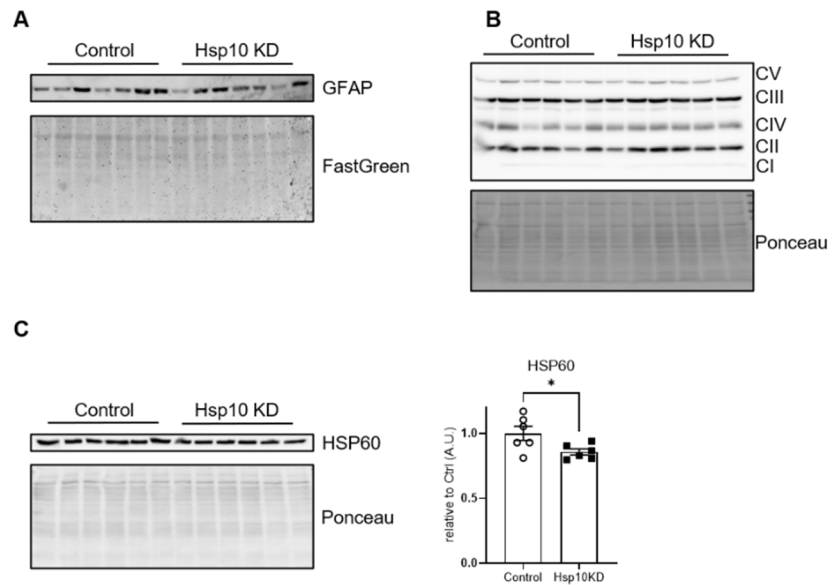 A
Control Hsp10 KD
GFAP
FastGreen
B
Control Hsp10 KD
CV
CIII
CIV
CII
CI
Ponceau
C
Control Hsp10 KD
HSP60
Ponceau
HSP60
*
relative to Ctrl (A.U.)
1.0
0.5
0.0
Control Hsp10KD